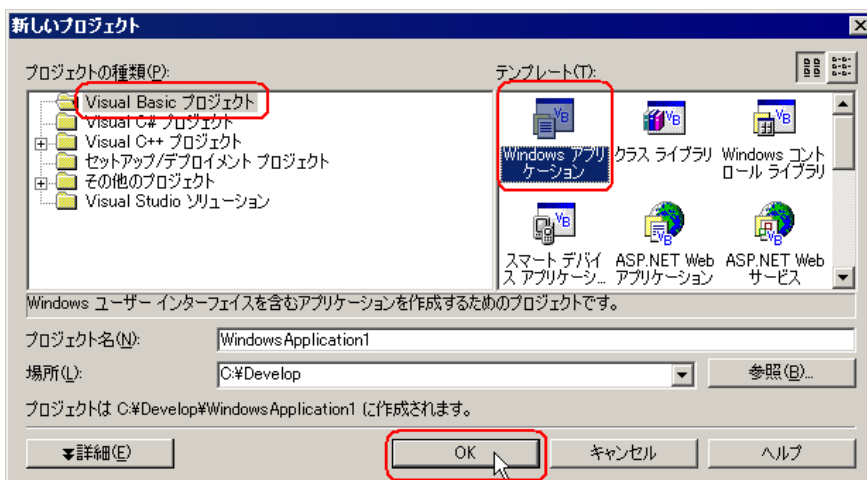 新しいプロジェクト
プロジェクトの種類(P):
Visual Basic プロジェクト
Visual C# プロジェクト
Visual C++ プロジェクト
セットアップ/デプロイメント プロジェクト
その他のプロジェクト
Visual Studio ソリューション
テンプレート(T):
Windows アプリ
ケーション
クラス ライブラリ
Windows コント
ロール ライブラリ
スマート デバイ
ス アプリケーシ...
ASP.NET Web
アプリケーション
ASP.NET Web
サービス
Windows ユーザー インターフェイスを含むアプリケーションを作成するためのプロジェクトです。
プロジェクト名(N):
WindowsApplication1
場所(L):
C:¥Develop
参照(B)...
プロジェクトは C:¥Develop¥WindowsApplication1 に作成されます。
詳細(E)
OK
キャンセル
ヘルプ